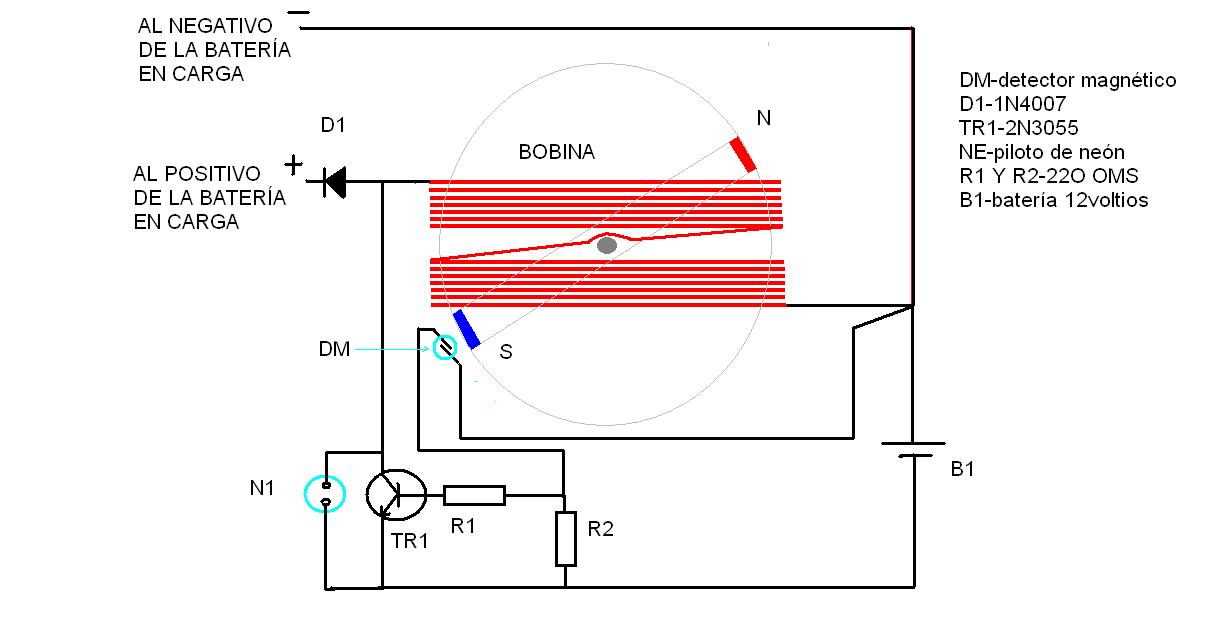 AL NEGATIVO
DE LA BATERÍA
EN CARGA
−
D1
AL POSITIVO
DE LA BATERÍA
EN CARGA
+
BOBINA
N
DM-detector magnético
D1-1N4007
TR1-2N3055
NE-piloto de neón
R1 Y R2-22O OMS
B1-batería 12voltios
DM
S
N1
TR1
R1
R2
B1